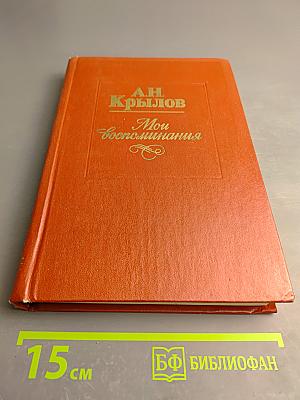 А.Н.
Крылов
Мои
воспоминания
15 см
БФ БИБЛИОФАН